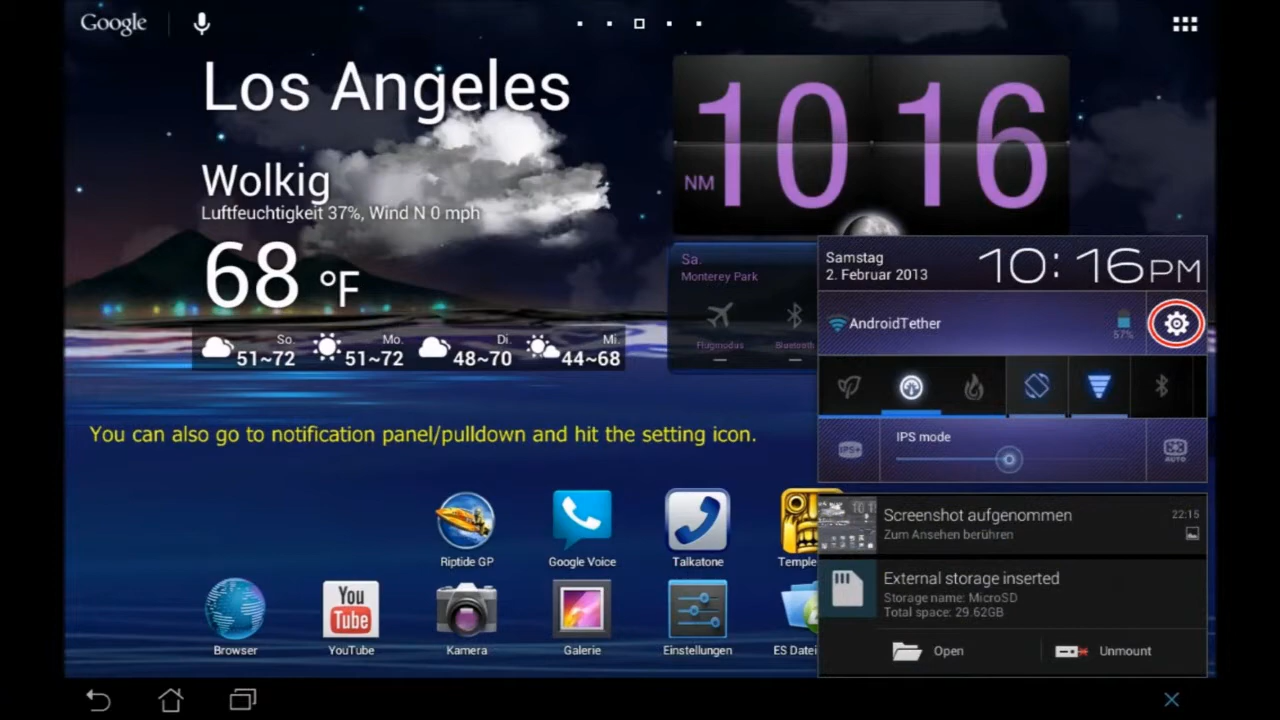 Google
Los Angeles
Wolkig
Luftfeuchtigkeit 37%, Wind N 0 mph
68 °F
So.
51~72
Mo.
51~72
Di.
48~70
Mi.
44~68
NM
10 16
Sa.
Monterey Park
Flugmodus
Bluetooth
Samstag
2. Februar 2013
10:16PM
AndroidTether
57%
IPS+
IPS mode
AUTO
You can also go to notification panel/pulldown and hit the setting icon.
Screenshot aufgenommen
22:15
Zum Ansehen berühren
External storage inserted
Storage name: MicroSD
Total space: 29.62GB
Open
Unmount
Riptide GP
Google Voice
Talkatone
Temple
You
Tube
Browser
YouTube
Kamera
Galerie
Einstellungen
ES Datei